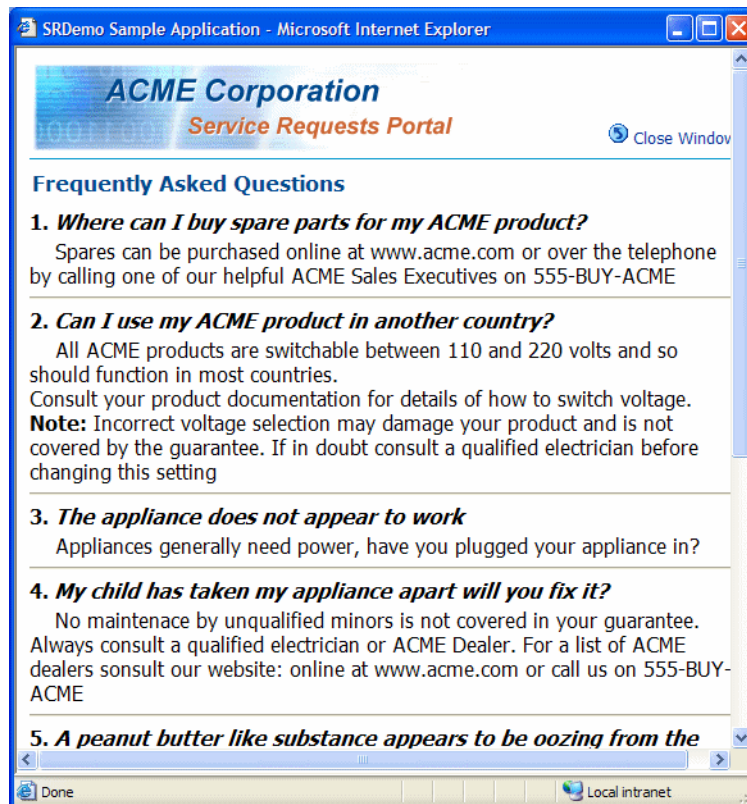 SRDemo Sample Application - Microsoft Internet Explorer
ACME Corporation
Service Requests Portal
Close Window
Frequently Asked Questions
1. Where can I buy spare parts for my ACME product?
Spares can be purchased online at www.acme.com or over the telephone
by calling one of our helpful ACME Sales Executives on 555-BUY-ACME
2. Can I use my ACME product in another country?
All ACME products are switchable between 110 and 220 volts and so
should function in most countries.
Consult your product documentation for details of how to switch voltage.
Note: Incorrect voltage selection may damage your product and is not
covered by the guarantee. If in doubt consult a qualified electrician before
changing this setting
3. The appliance does not appear to work
Appliances generally need power, have you plugged your appliance in?
4. My child has taken my appliance apart will you fix it?
No maintenace by unqualified minors is not covered in your guarantee.
Always consult a qualified electrician or ACME Dealer. For a list of ACME
dealers sonsult our website: online at www.acme.com or call us on 555-BUY-
ACME
5. A peanut butter like substance appears to be oozing from the
Done
Local intranet